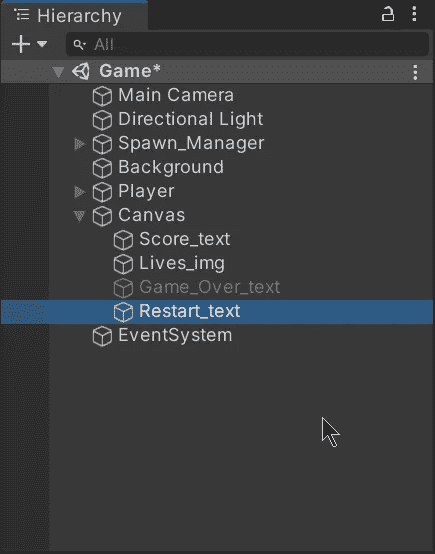 Hierarchy
All
Game*
Main Camera
Directional Light
Spawn_Manager
Background
Player
Canvas
Score_text
Lives_img
Game_Over_text
Restart_text
EventSystem